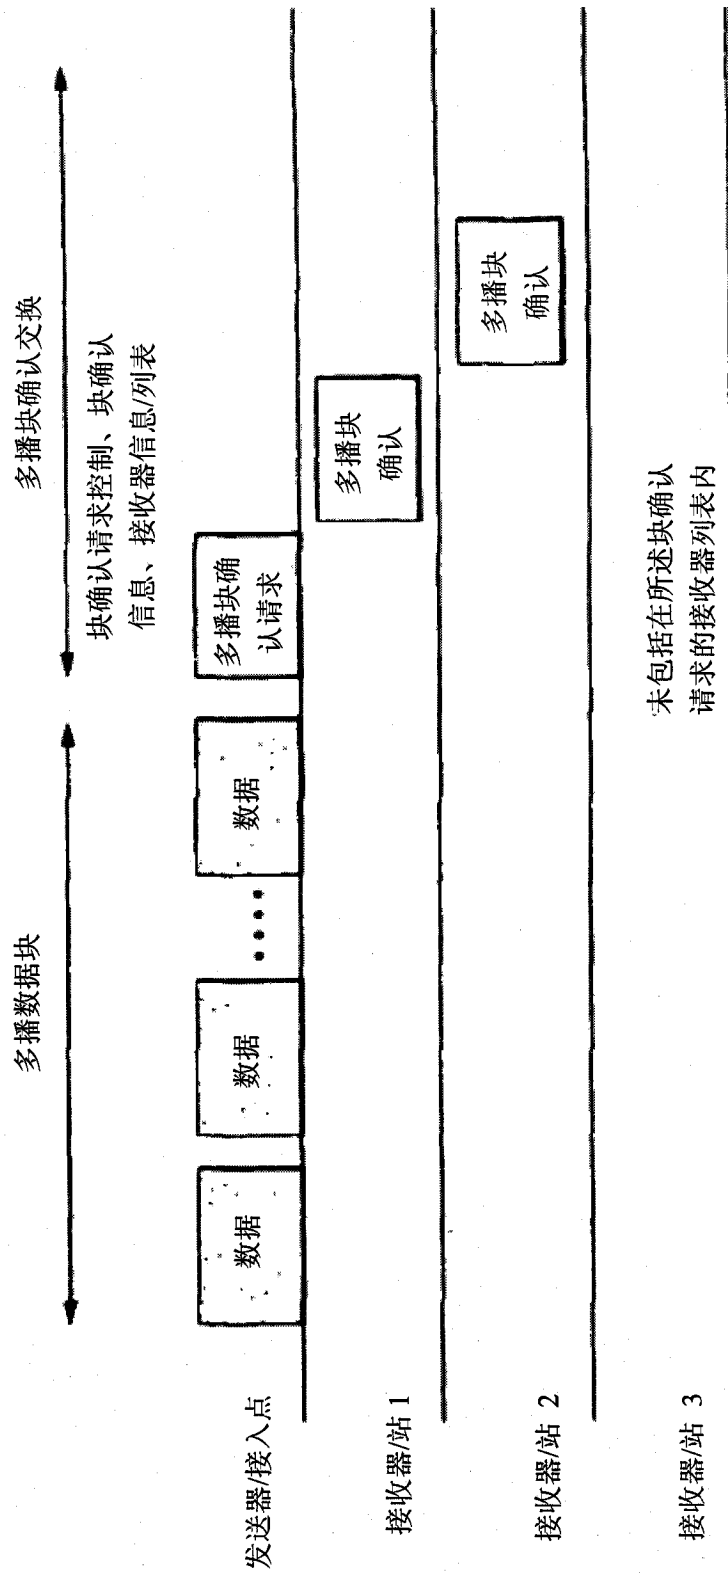 多播数据块
多播块确认交换
块确认请求控制、块确认
信息、接收器信息/列表
发送器/接入点
数据
数据
数据
多播块确
认请求
接收器/站 1
多播块
确认
接收器/站 2
多播块
确认
接收器/站 3
未包括在所述块确认
请求的接收器列表内